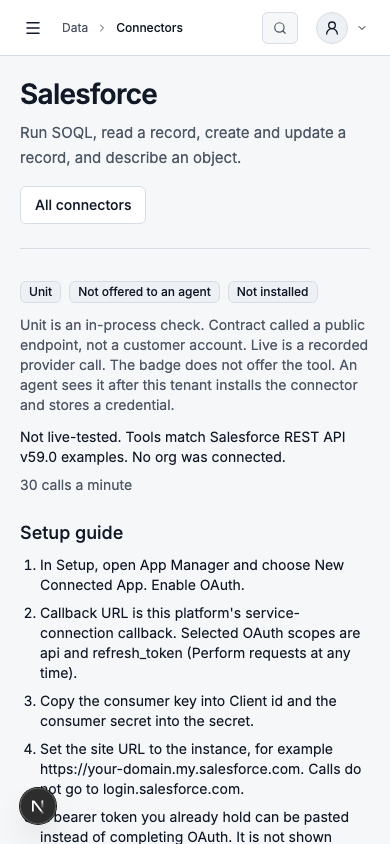 Data > Connectors
Salesforce
Run SOQL, read a record, create and update a
record, and describe an object.
All connectors
Unit Not offered to an agent Not installed
Unit is an in-process check. Contract called a public
endpoint, not a customer account. Live is a recorded
provider call. The badge does not offer the tool. An
agent sees it after this tenant installs the connector
and stores a credential.
Not live-tested. Tools match Salesforce REST API
v59.0 examples. No org was connected.
30 calls a minute
Setup guide
1. In Setup, open App Manager and choose New
Connected App. Enable OAuth.
2. Callback URL is this platform's service-
connection callback. Selected OAuth scopes are
api and refresh_token (Perform requests at any
time).
3. Copy the consumer key into Client id and the
consumer secret into the secret.
4. Set the site URL to the instance, for example
https://your-domain.my.salesforce.com. Calls do
not go to login.salesforce.com.
bearer token you already hold can be pasted
instead of completing OAuth. It is not shown
N